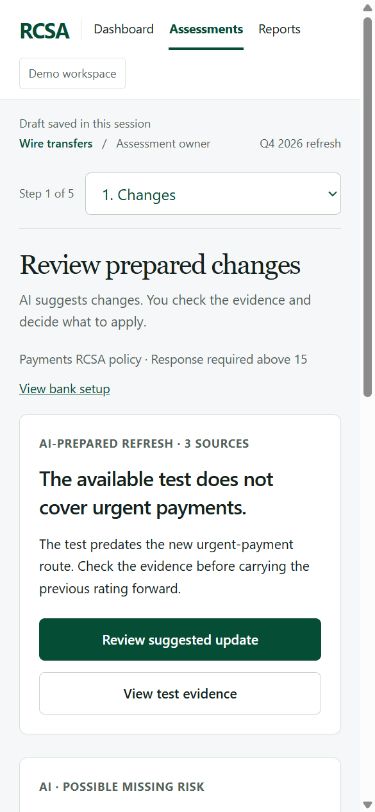 RCSA Dashboard Assessments Reports
Demo workspace
Draft saved in this session
Wire transfers / Assessment owner Q4 2026 refresh
Step 1 of 5 1. Changes
Review prepared changes
AI suggests changes. You check the evidence and
decide what to apply.
Payments RCSA policy · Response required above 15
View bank setup
AI-PREPARED REFRESH · 3 SOURCES
The available test does not
cover urgent payments.
The test predates the new urgent-payment
route. Check the evidence before carrying the
previous rating forward.
Review suggested update
View test evidence
AI · POSSIBLE MISSING RISK